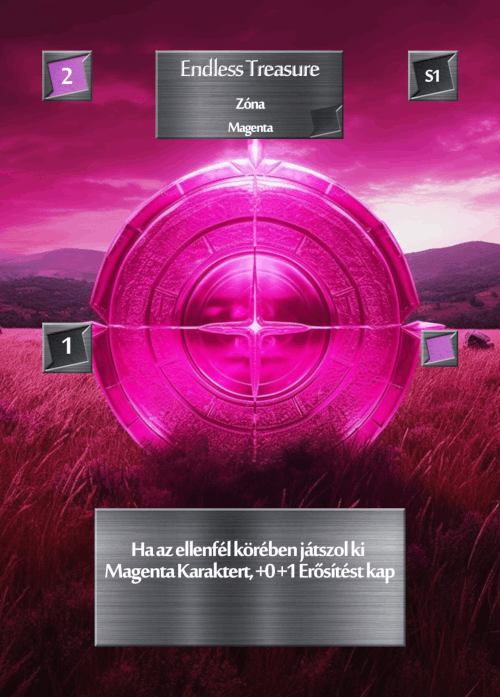 2
Endless Treasure
S1
Zóna
Magenta
1
Ha az ellenfél körében játszol ki
Magenta Karaktert, +0 +1 Erősítést kap